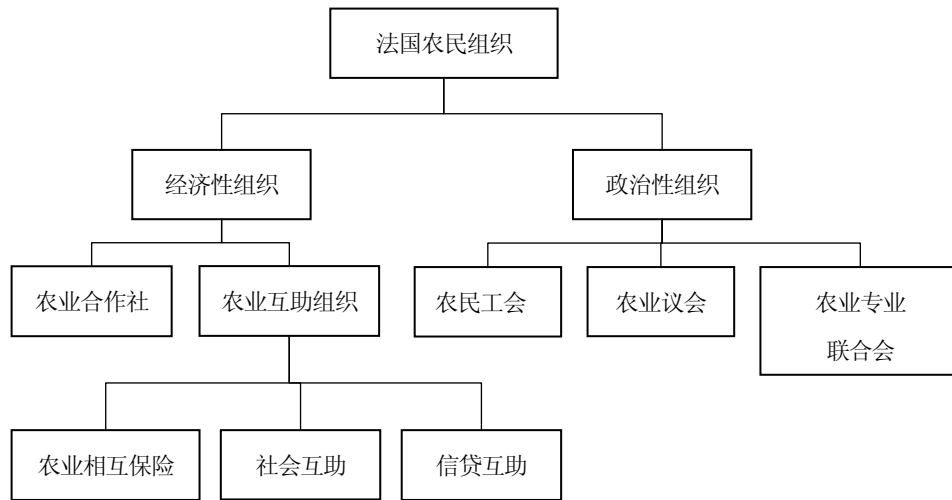 法国农民组织
经济性组织
政治性组织
农业合作社
农业互助组织
农民工会
农业议会
农业专业
联合会
农业相互保险
社会互助
信贷互助